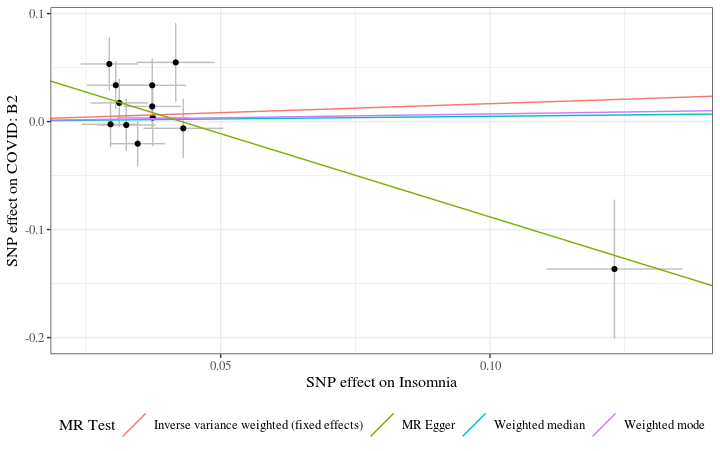 0.1
0.0
-0.1
-0.2
SNP effect on COVID: B2
0.05
0.10
SNP effect on Insomnia
MR Test
Inverse variance weighted (fixed effects)
MR Egger
Weighted median
Weighted mode